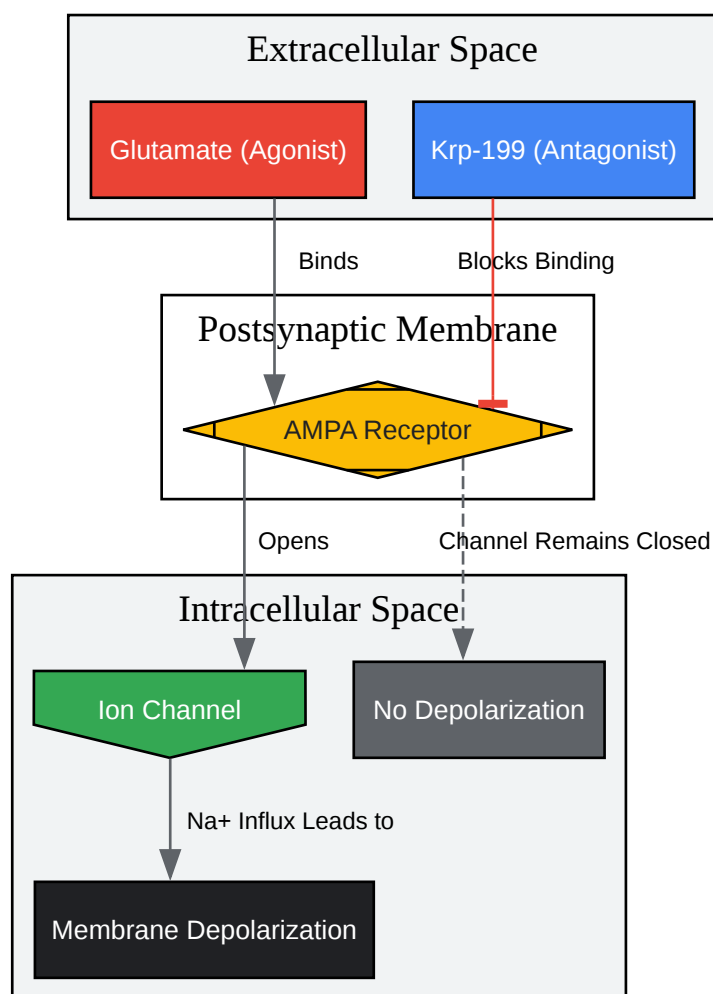 Extracellular Space
Glutamate (Agonist)
Krp-199 (Antagonist)
Binds
Blocks Binding
Postsynaptic Membrane
AMPA Receptor
Opens
Channel Remains Closed
Intracellular Space
Ion Channel
No Depolarization
Na+ Influx Leads to
Membrane Depolarization